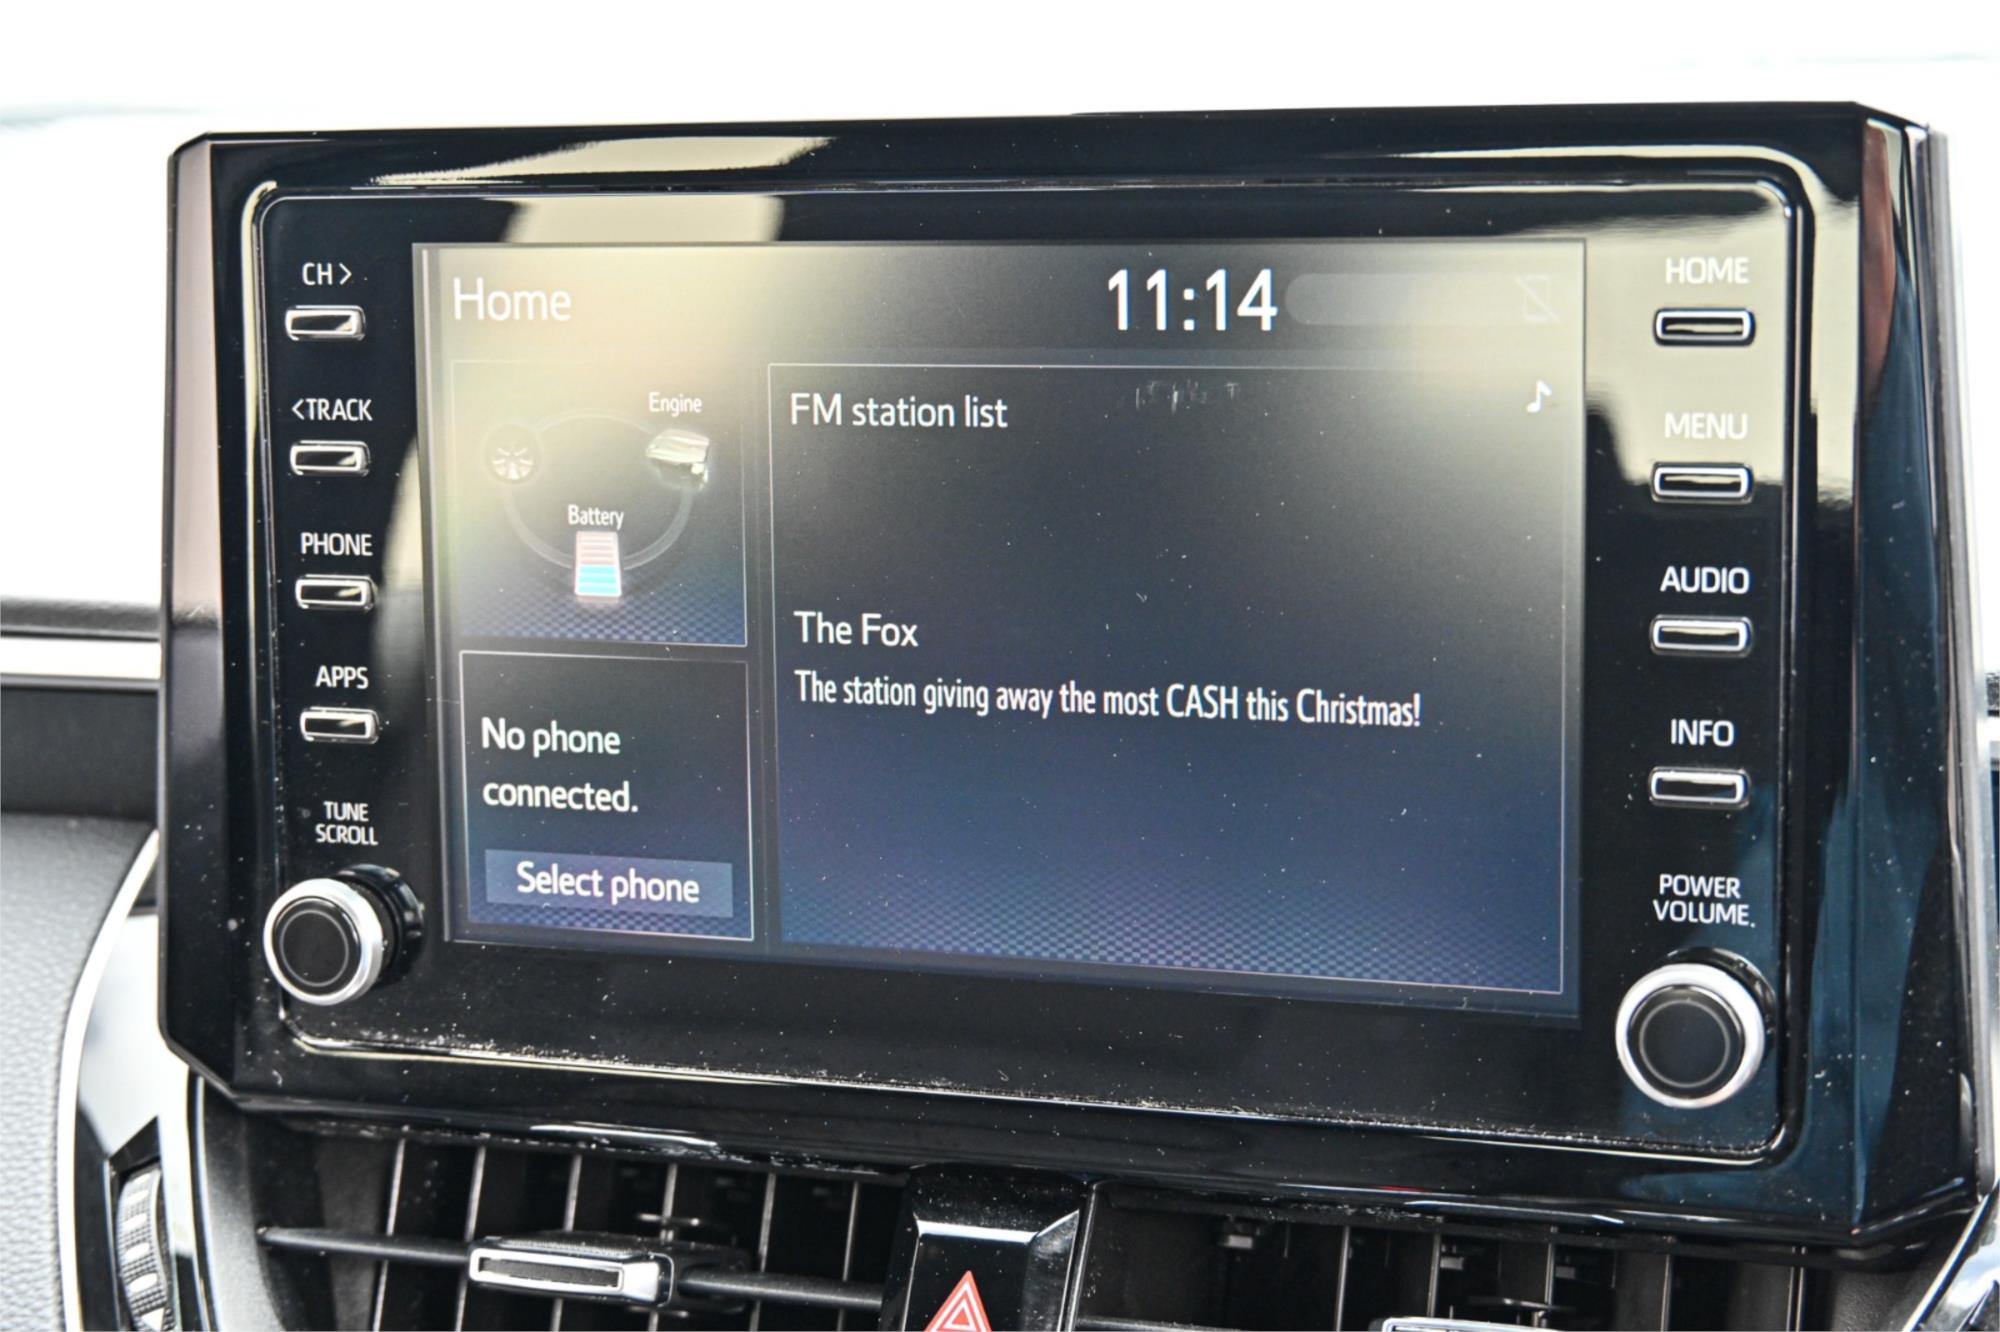 CH>
<TRACK
PHONE
APPS
TUNE
SCROLL
Home
11:14
Engine
Battery
No phone
connected.
Select phone
FM station list
The Fox
The station giving away the most CASH this Christmas!
HOME
MENU
AUDIO
INFO
POWER
VOLUME